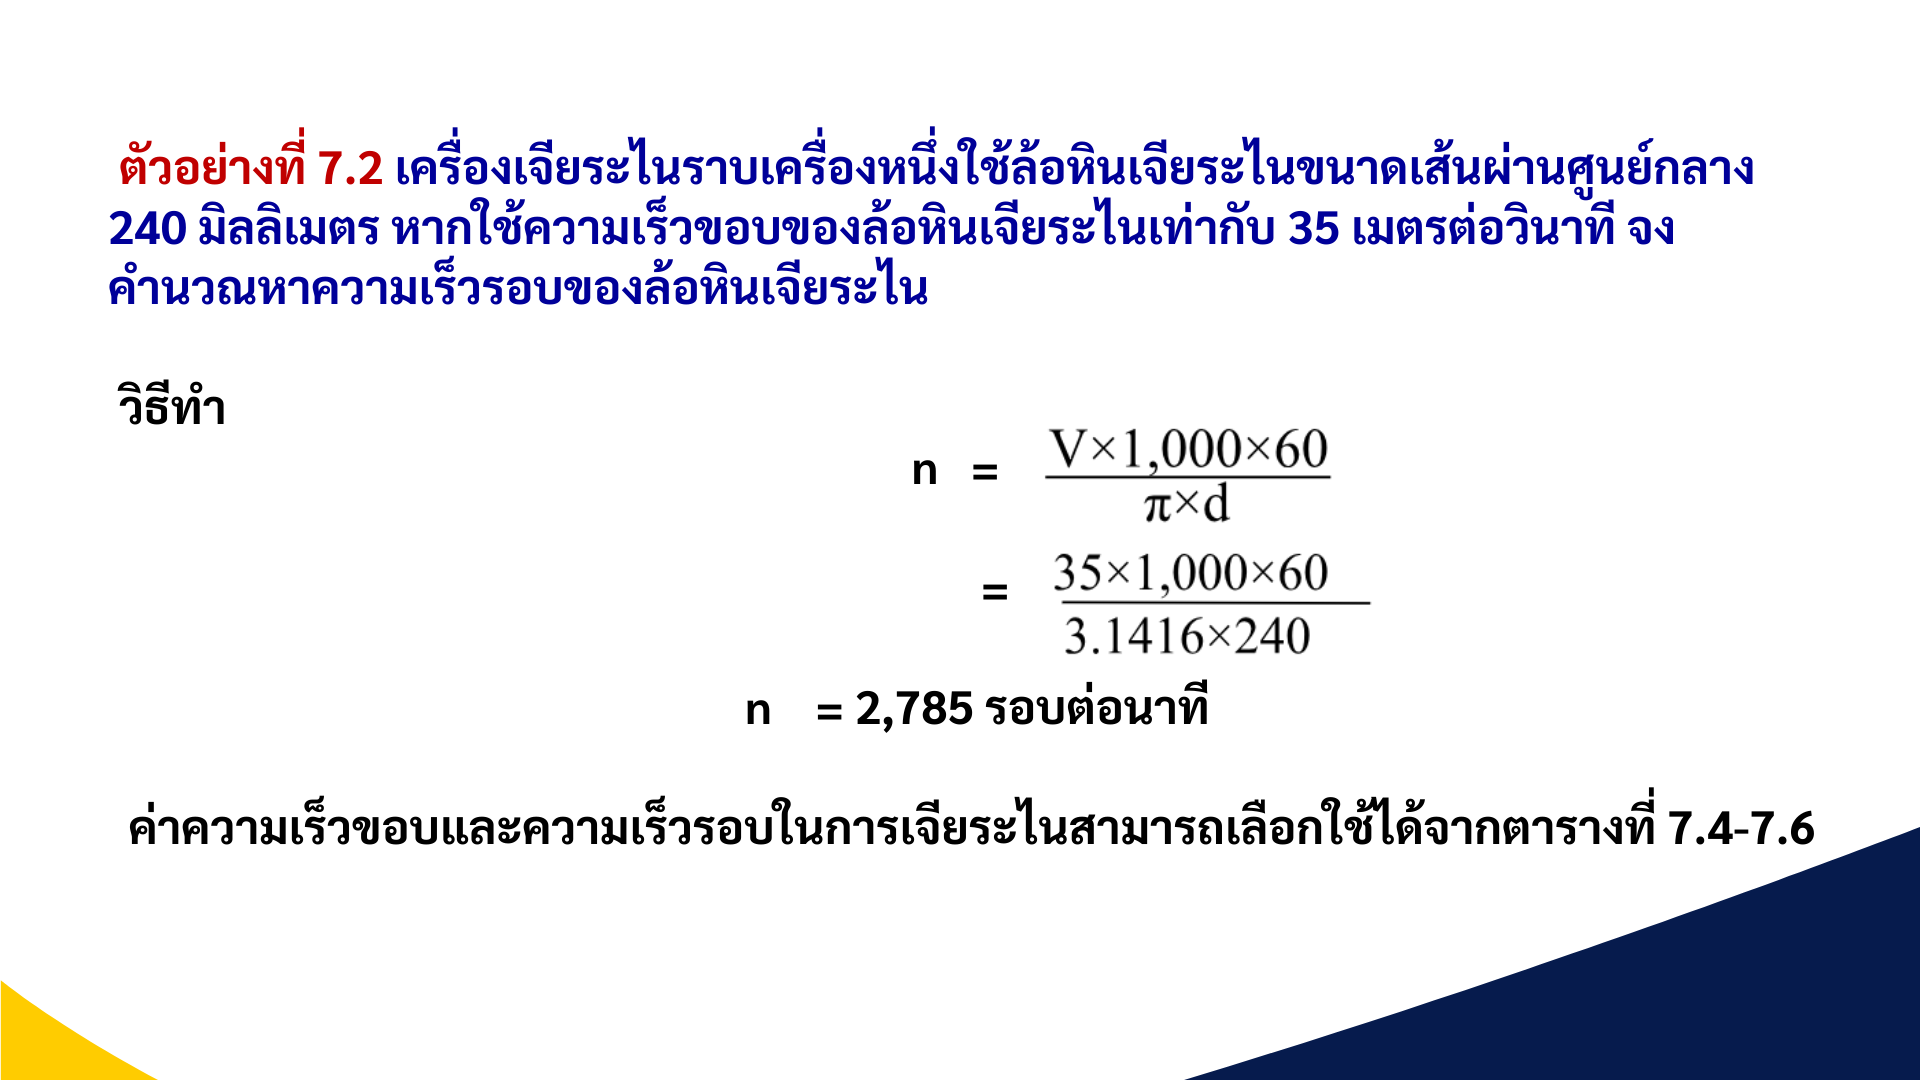 ตัวอย่างที่ 7.2 เครื่องเจียระไนราบเครื่องหนึ่งใช้ล้อหินเจียระไนขนาดเส้นผ่านศูนย์กลาง
240 มิลลิเมตร หากใช้ความเร็วขอบของล้อหินเจียระไนเท่ากับ 35 เมตรต่อวินาที จง
คำนวณหาความเร็วรอบของล้อหินเจียระไน
วิธีทำ
n = V×1,000×60
π×d
= 35×1,000×60
3.1416×240
n = 2,785 รอบต่อนาที
ค่าความเร็วขอบและความเร็วรอบในการเจียระไนสามารถเลือกใช้ได้จากตารางที่ 7.4-7.6